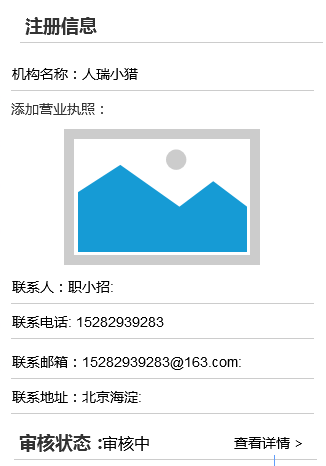 注册信息
机构名称：人瑞小猎
添加营业执照：
联系人：职小招:
联系电话: 15282939283
联系邮箱：15282939283@163.com:
联系地址：北京海淀:
审核状态 :审核中 查看详情 >